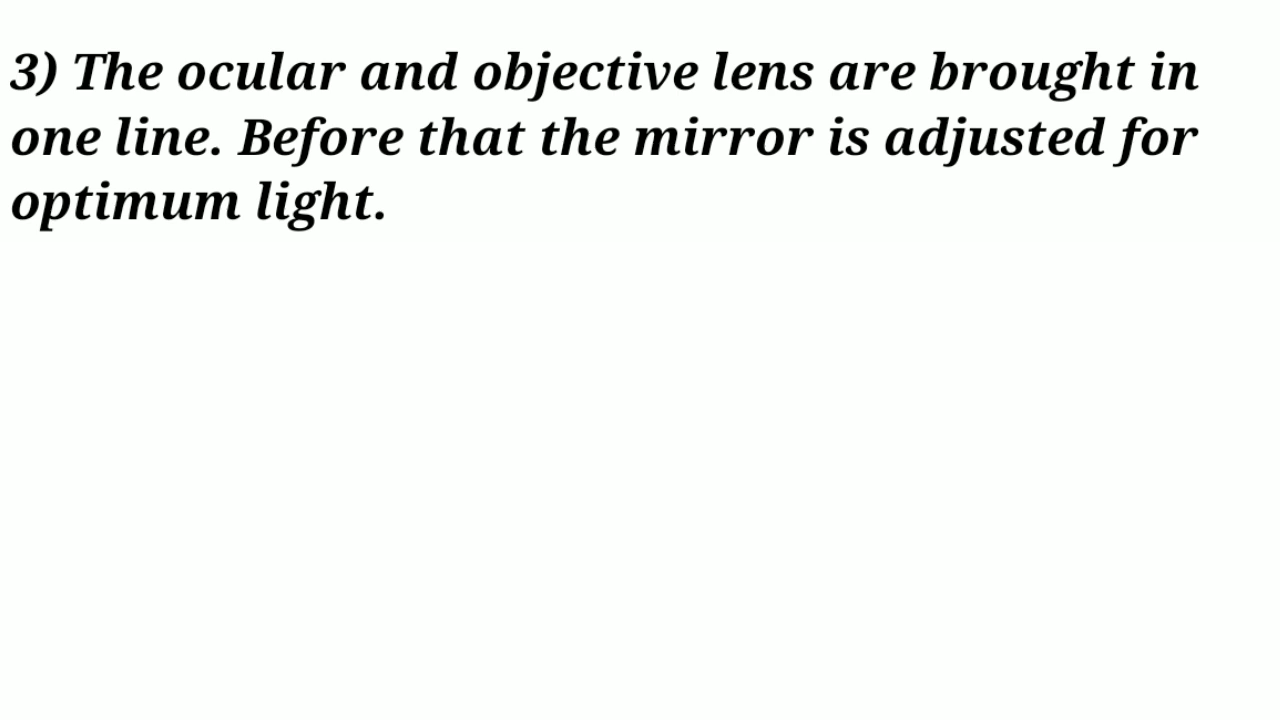 3) The ocular and objective lens are brought in
one line. Before that the mirror is adjusted for
optimum light.